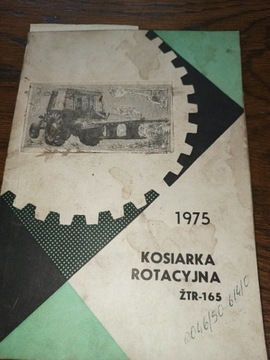 1975
KOSIARKA
ROTACYJNA
ŻTR-165